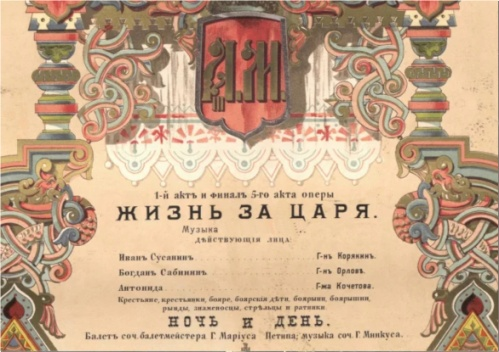 А.М.
III
1-й актъ и финалъ 5-го акта оперы
ЖИЗНЬ ЗА ЦАРЯ.
Музыка
ДѢЙСТВУЮЩІЯ ЛИЦА:
Иванъ Сусанинъ Г-нъ Корякинъ.
Богданъ Сабининъ Г-нъ Орловъ.
Антонида Г-жа Кочетова.
Крестьяне, крестьянки, бояре, боярскія дѣти, боярыни, боярышни,
рынды, знаменосцы, стрѣльцы и ратники.
НОЧЬ и ДЕНЬ.
Балетъ соч. балетмейстера Г. Маріуса Петипа; музыка соч. Г. Минкуса.